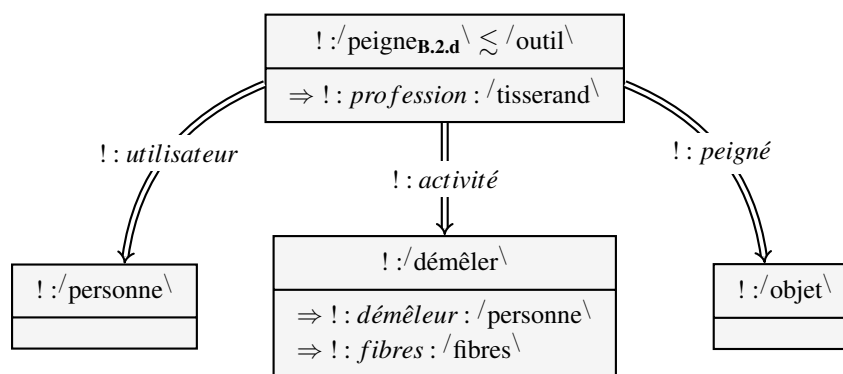 ! :/peigne_B.2.d\ ≲ /outil\
⇒ ! : profession : /tisserand\
! : utilisateur
! : activité
! : peigné
! :/personne\
! :/démêler\
⇒ ! : démêleur : /personne\
⇒ ! : fibres : /fibres\
! :/objet\